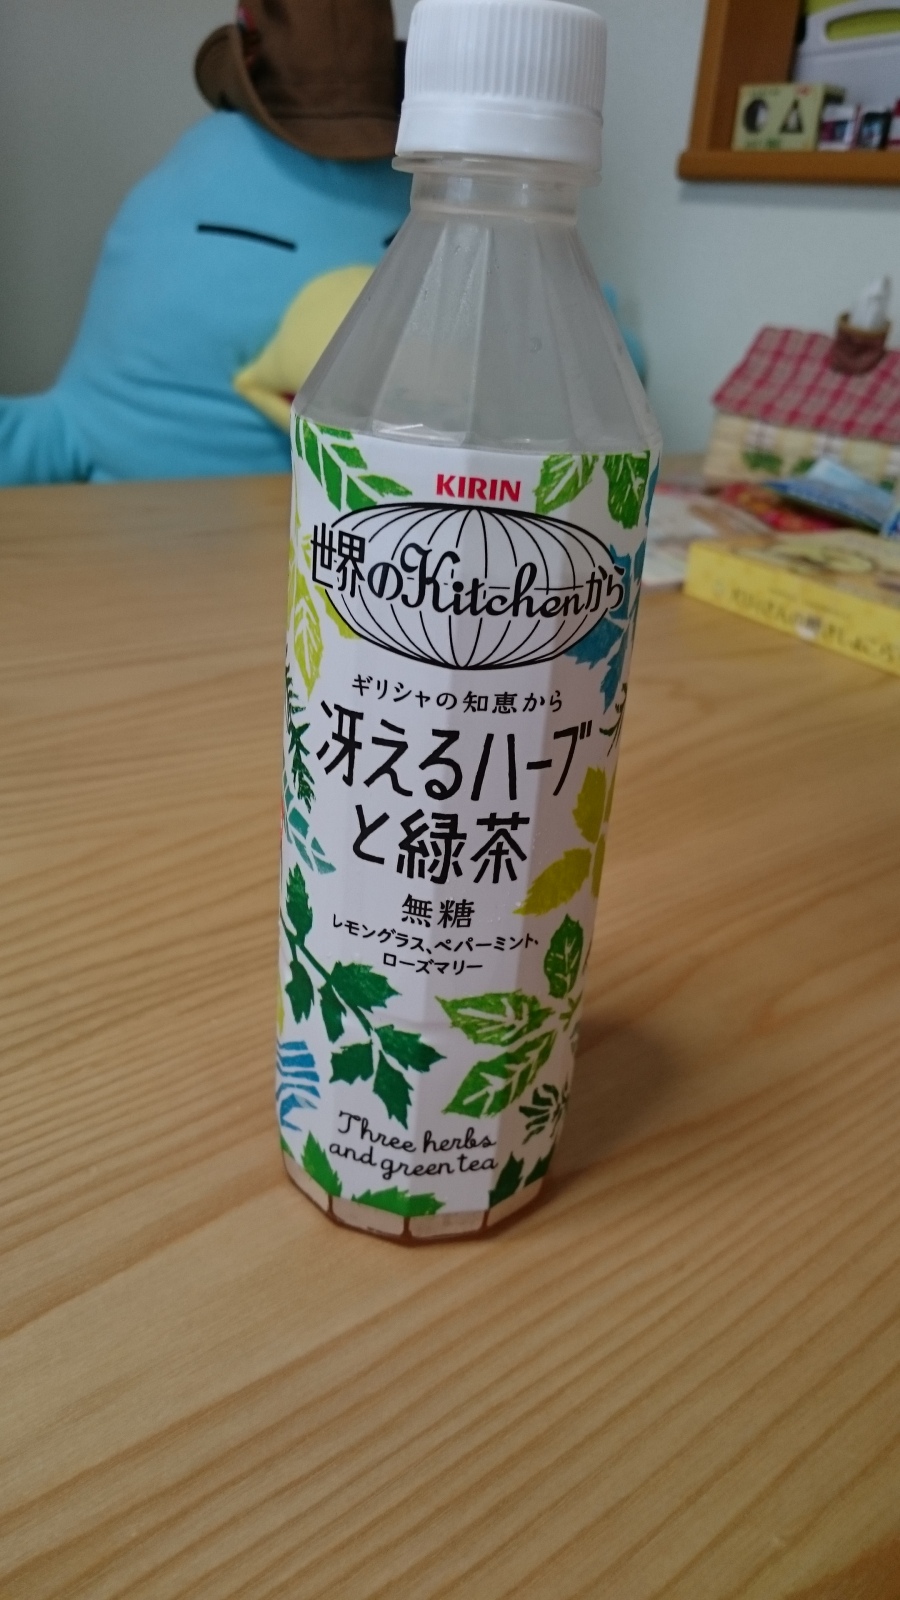 KIRIN
世界のKitchenから
ギリシャの知恵から
冴えるハーブ
と緑茶
無糖
レモングラス、ペパーミント、
ローズマリー
Three herbs
and green tea